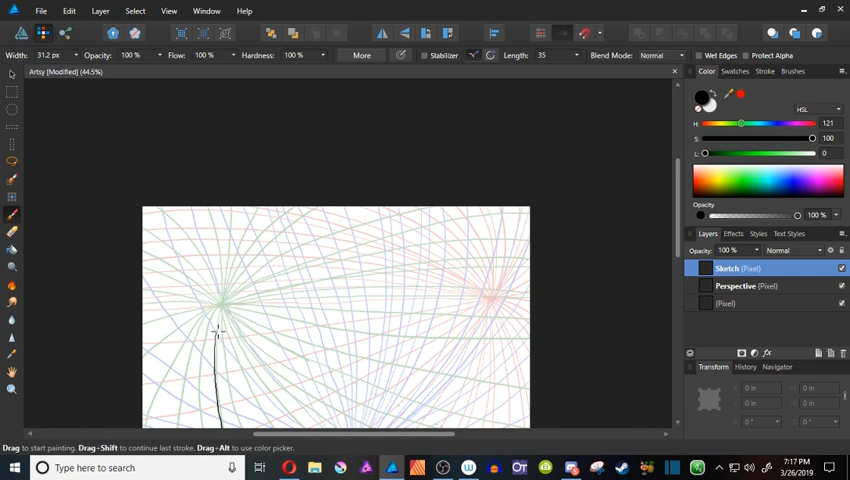 File Edit Layer Select View Window Help
Width: 31.2 px Opacity: 100 % Flow: 100 % Hardness: 100 % More Stabilizer Length: 35 Blend Mode: Normal Wet Edges Protect Alpha
Artsy [Modified] (44.5%)
Color Swatches Stroke Brushes
HSL
H: 121
S: 100
L: 0
Opacity
100 %
Layers Effects Styles Text Styles
Opacity: 100 % Normal
Sketch (Pixel)
Perspective (Pixel)
(Pixel)
Transform History Navigator
X: 0 in W: 0 in
Y: 0 in H: 0 in
R: 0 ° S: 0 °
Drag to start painting. Drag+Shift to continue last stroke. Drag+Alt to use color picker.
Type here to search
7:17 PM
3/26/2019